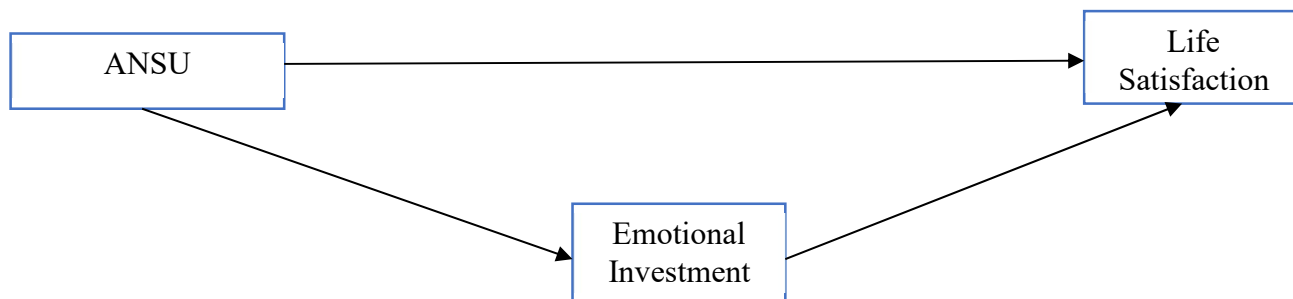 ANSU
Life
Satisfaction
Emotional
Investment